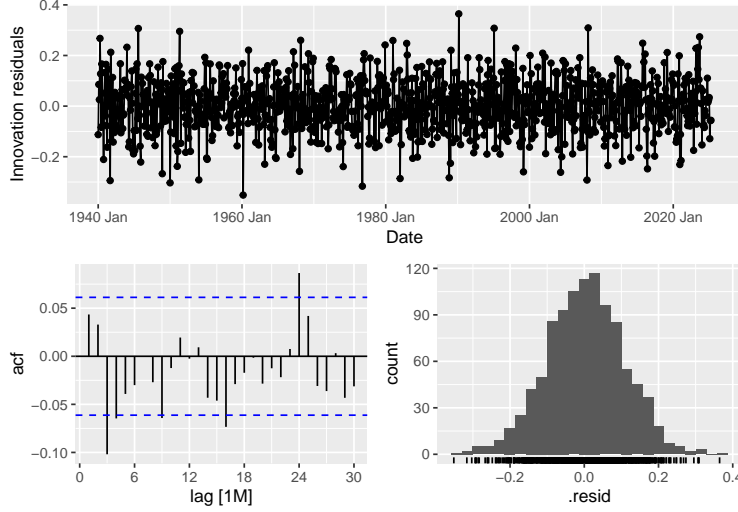 0.4
0.2
0.0
−0.2
Innovation residuals
1940 Jan 1960 Jan 1980 Jan 2000 Jan 2020 Jan
Date
0.05
0.00
−0.05
−0.10
acf
0 6 12 18 24 30
lag [1M]
120
90
60
30
0
count
−0.2 0.0 0.2 0.4
.resid